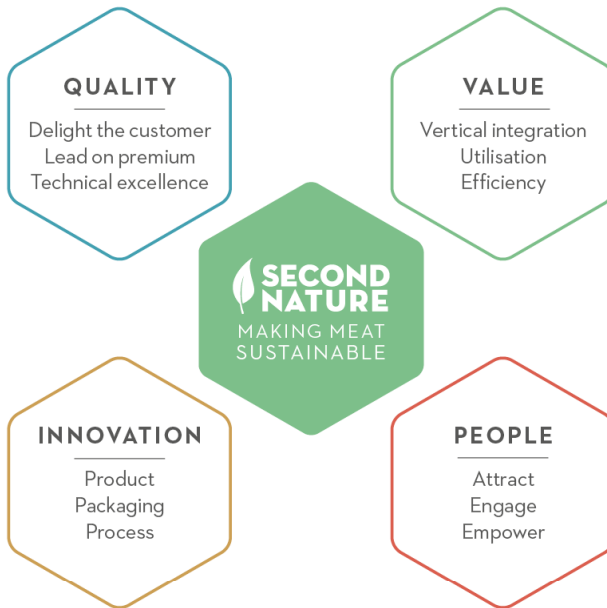 QUALITY
Delight the customer
Lead on premium
Technical excellence
VALUE
Vertical integration
Utilisation
Efficiency
SECOND
NATURE
MAKING MEAT
SUSTAINABLE
INNOVATION
Product
Packaging
Process
PEOPLE
Attract
Engage
Empower